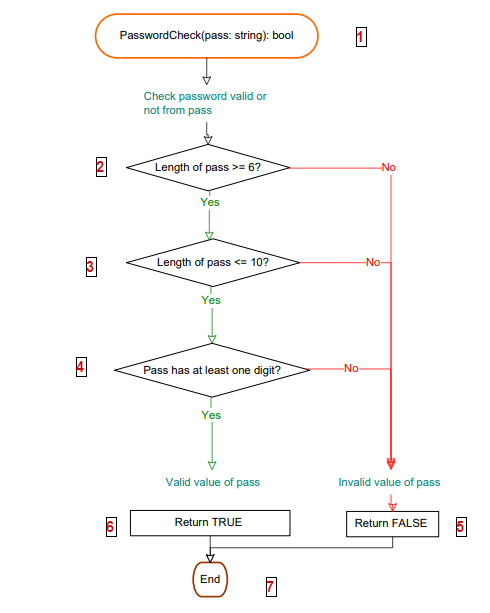 PasswordCheck(pass: string): bool
1
Check password valid or
not from pass
2
Length of pass >= 6?
No
Yes
3
Length of pass <= 10?
No
Yes
4
Pass has at least one digit?
No
Yes
Valid value of pass
Invalid value of pass
6
Return TRUE
Return FALSE
5
End
7